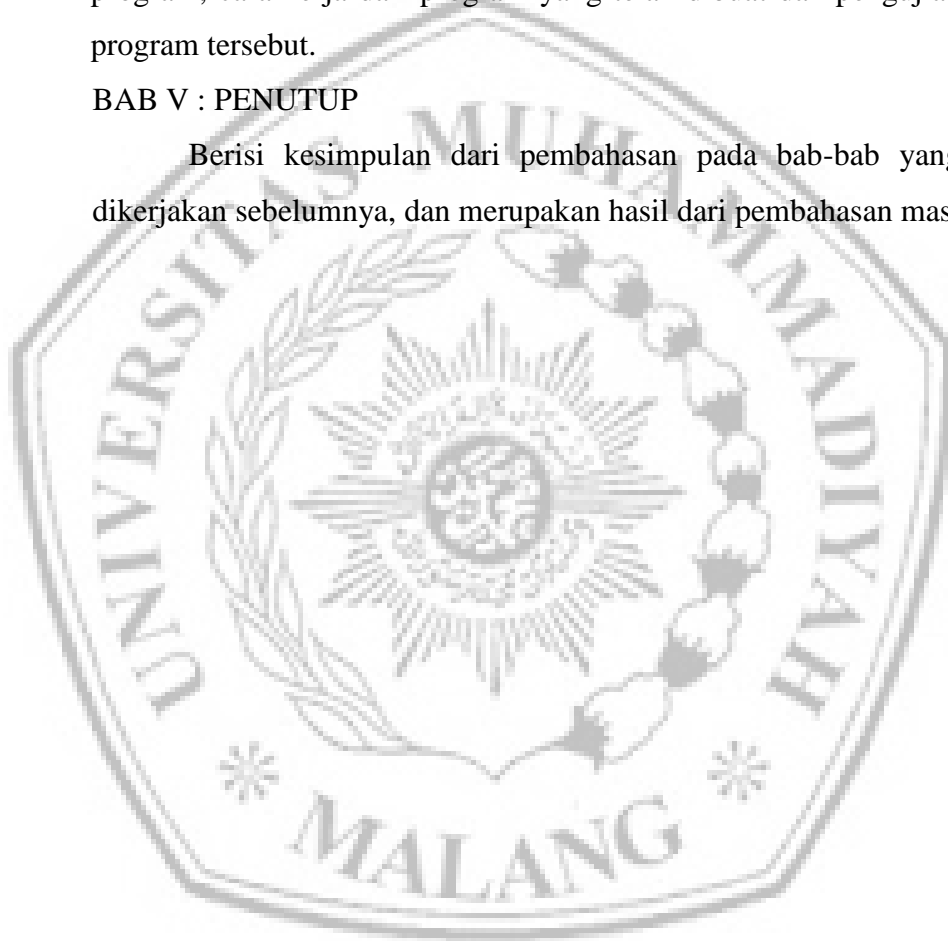 program tersebut.
BAB V : PENUTUP
Berisi kesimpulan dari pembahasan pada bab-bab yang
dikerjakan sebelumnya, dan merupakan hasil dari pembahasan mas
UNIVERSITAS MUHAMMADIYAH
MALANG